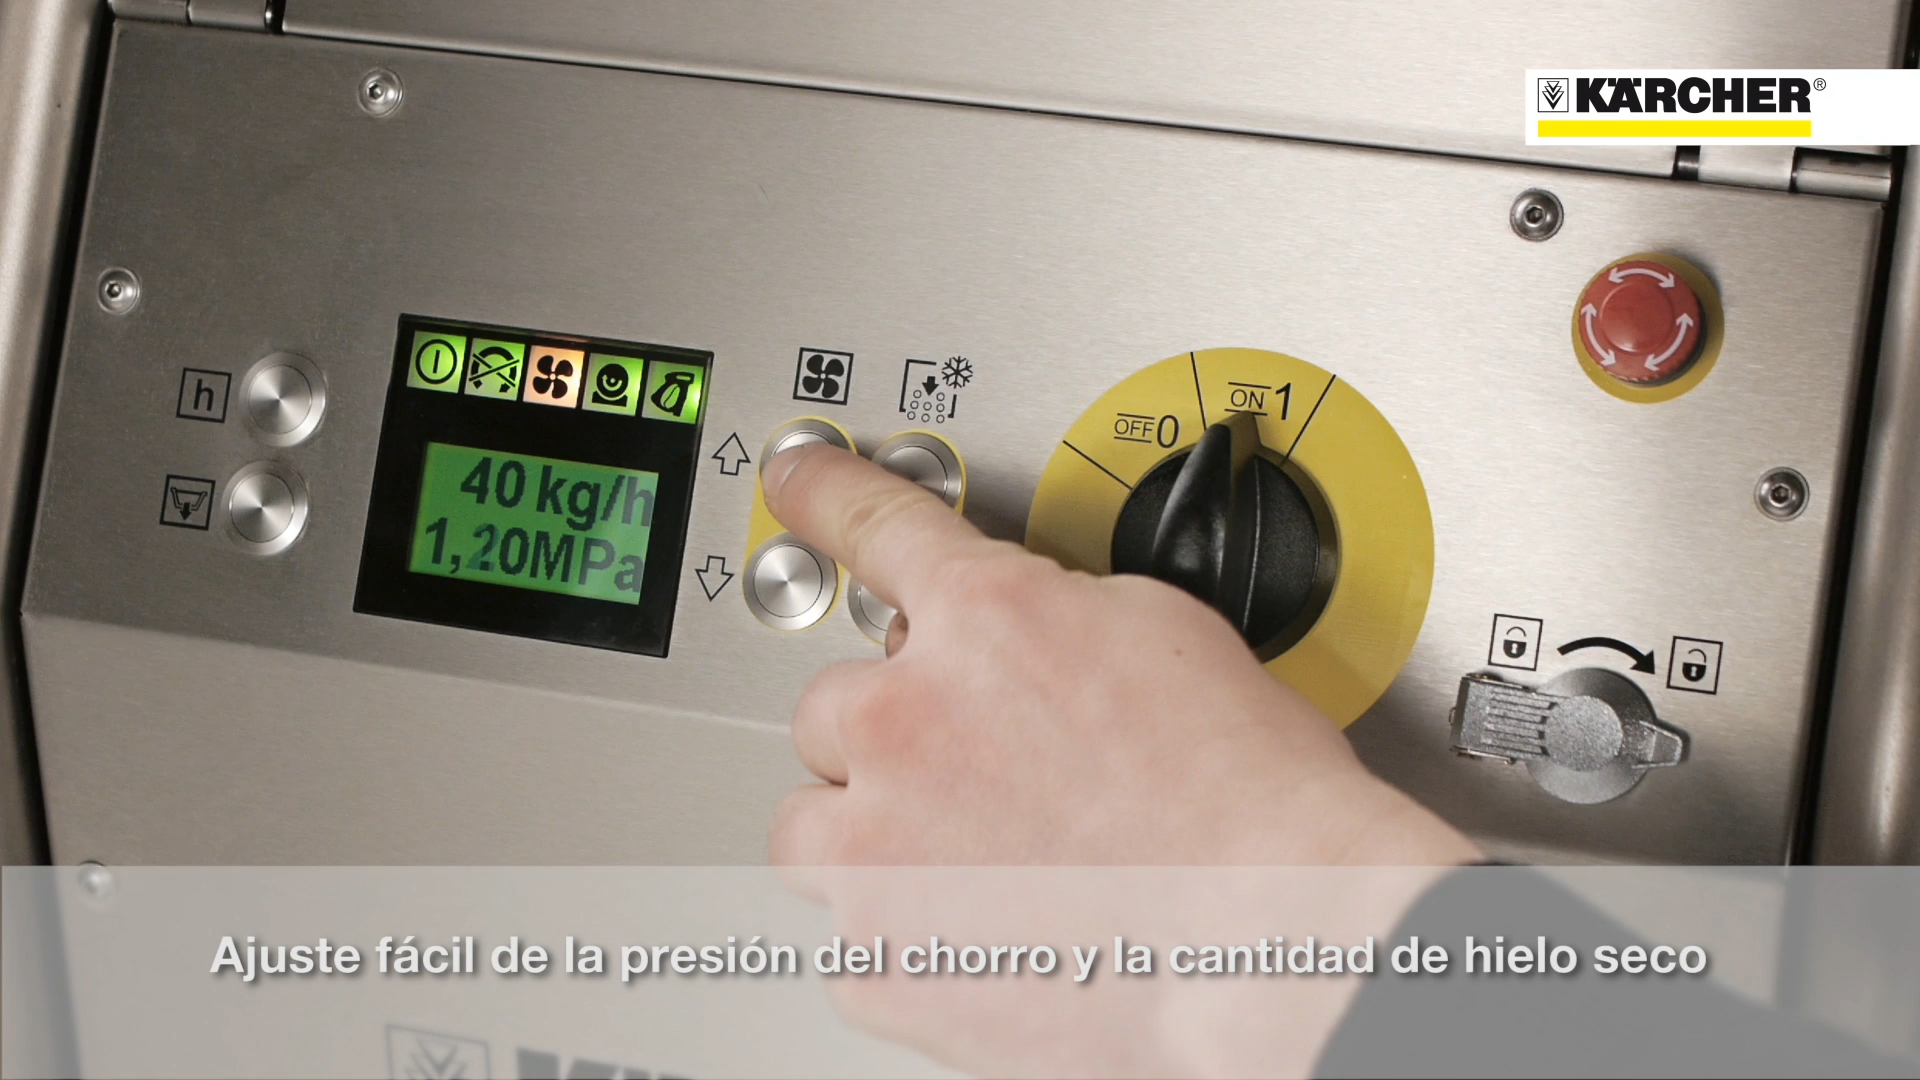 KÄRCHER®
h
40 kg/h
1,20MPa
OFF 0
ON 1
Ajuste fácil de la presión del chorro y la cantidad de hielo seco